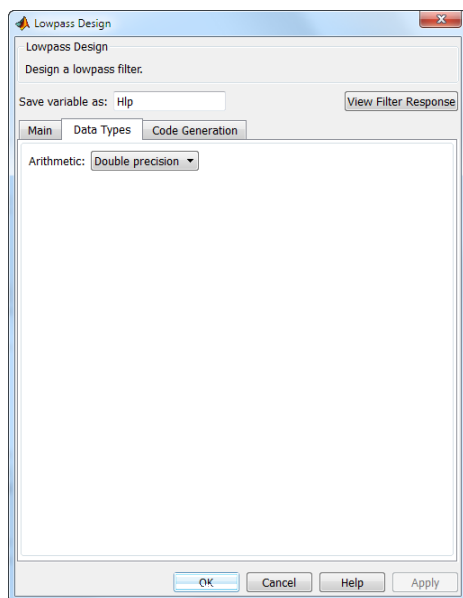 Lowpass Design
Lowpass Design
Design a lowpass filter.
Save variable as: Hlp View Filter Response
Main Data Types Code Generation
Arithmetic: Double precision
OK Cancel Help Apply